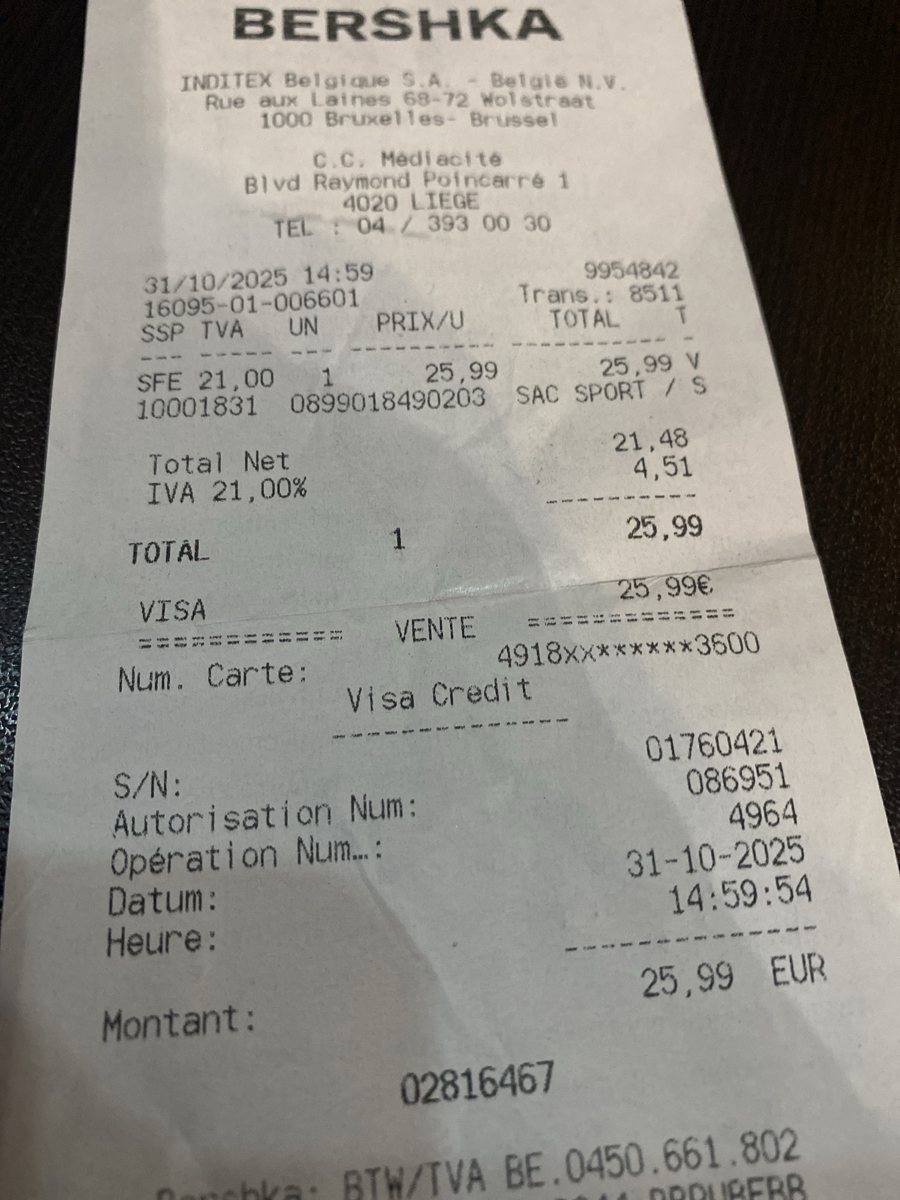 BERSHKA
INDITEX Belgique S.A. - België N.V.
Rue aux Laines 68-72 Wolstraat
1000 Bruxelles- Brussel
C.C. Médiacité
Blvd Raymond Poincarré 1
4020 LIEGE
TEL : 04 / 393 00 30
31/10/2025 14:59 9954842
16095-01-006601 Trans.: 8511
SSP TVA UN PRIX/U TOTAL T
--- ----- --- ---------- ----------- -
SFE 21,00 1 25,99 25,99 V
10001831 0899018490203 SAC SPORT / S
Total Net 21,48
IVA 21,00% 4,51
-----------
TOTAL 1 25,99
VISA 25,99€
============ VENTE =============
Num. Carte: 4918xx******3600
Visa Credit
--------------
S/N: 01760421
Autorisation Num: 086951
Opération Num…: 4964
Datum: 31-10-2025
Heure: 14:59:54
--------------
Montant: 25,99 EUR
02816467
Bershka: BTW/TVA BE.0450.661.802